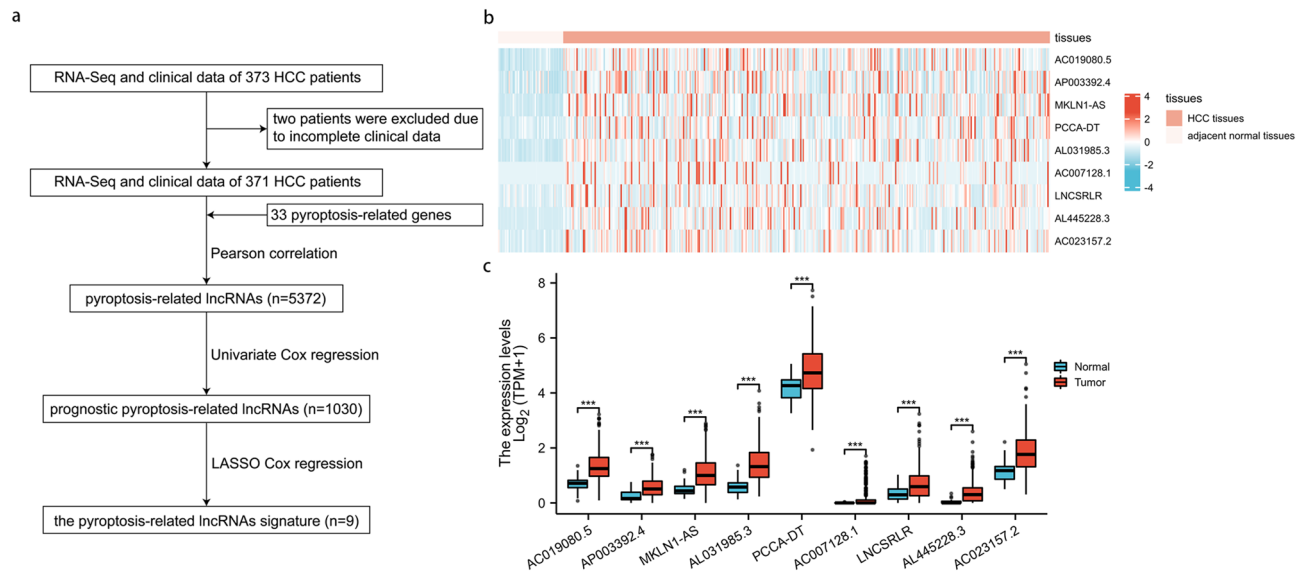 a
RNA-Seq and clinical data of 373 HCC patients
two patients were excluded due
to incomplete clinical data
RNA-Seq and clinical data of 371 HCC patients
33 pyroptosis-related genes
Pearson correlation
pyroptosis-related lncRNAs (n=5372)
Univariate Cox regression
prognostic pyroptosis-related lncRNAs (n=1030)
LASSO Cox regression
the pyroptosis-related lncRNAs signature (n=9)
b
tissues
AC019080.5
AP003392.4
MKLN1-AS
PCCA-DT
AL031985.3
AC007128.1
LNCSRLR
AL445228.3
AC023157.2
4
2
0
-2
-4
tissues
HCC tissues
adjacent normal tissues
c
The expression levels
Log2 (TPM+1)
8
6
4
2
0
***
***
***
***
***
***
***
***
***
AC019080.5
AP003392.4
MKLN1-AS
AL031985.3
PCCA-DT
AC007128.1
LNCSRLR
AL445228.3
AC023157.2
Normal
Tumor